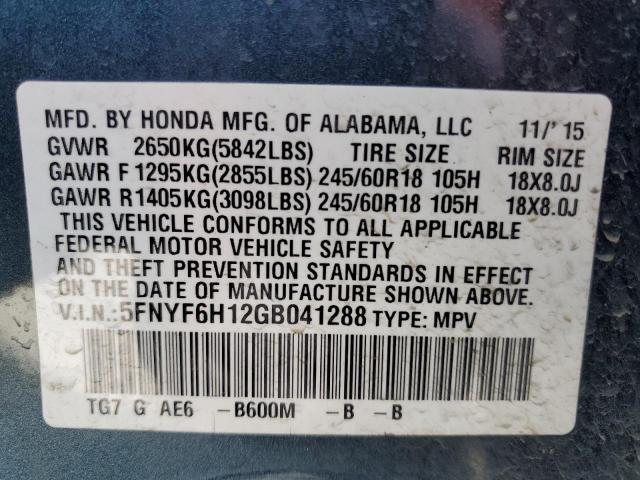 MFD. BY HONDA MFG. OF ALABAMA, LLC 11/'15
GVWR 2650KG(5842LBS) TIRE SIZE RIM SIZE
GAWR F 1295KG(2855LBS) 245/60R18 105H 18X8.0J
GAWR R1405KG(3098LBS) 245/60R18 105H 18X8.0J
THIS VEHICLE CONFORMS TO ALL APPLICABLE
FEDERAL MOTOR VEHICLE SAFETY
AND THEFT PREVENTION STANDARDS IN EFFECT
ON THE DATE OF MANUFACTURE SHOWN ABOVE.
V.I.N.:5FNYF6H12GB041288 TYPE: MPV
TG7 G AE6 -B600M -B -B